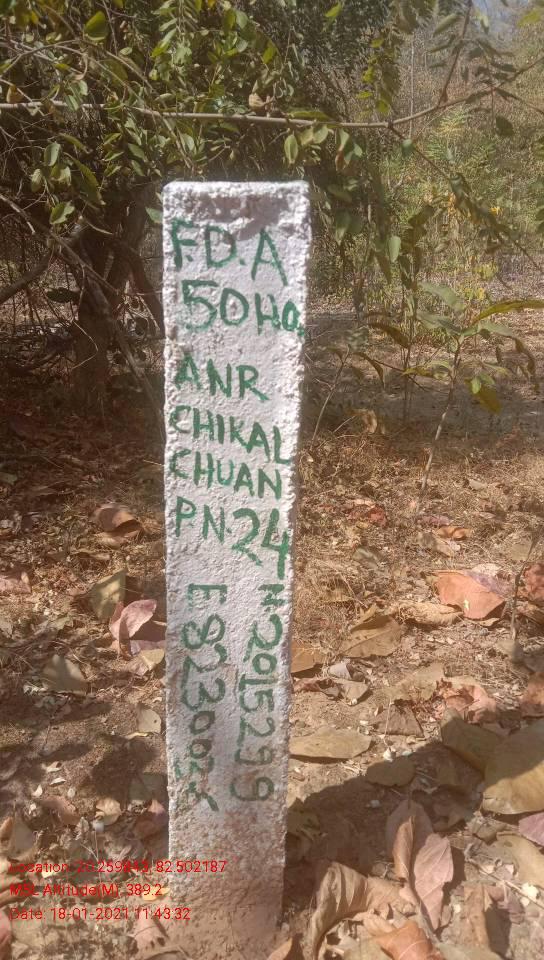 F.D.A
50 Ha.
ANR
CHIKAL
CHUAN
P N. 24
N 2015299
Location: 20.259843, 82.502187
MSL Altitude(M). 389.2
Date: 18-01-2021 11:43:32